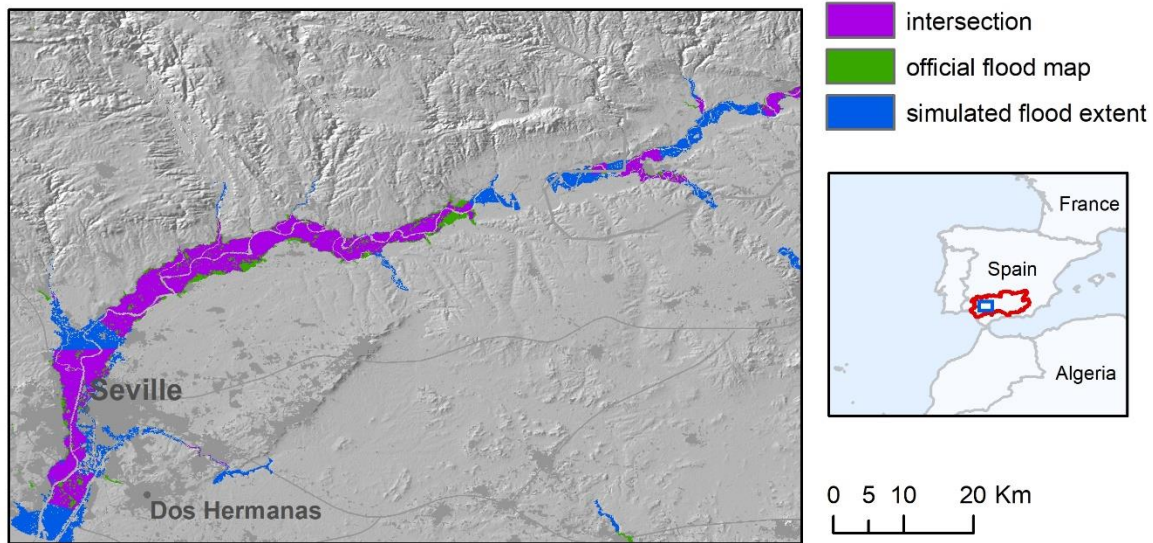 intersection
official flood map
simulated flood extent
Seville
Dos Hermanas
France
Spain
Algeria
0 5 10 20 Km